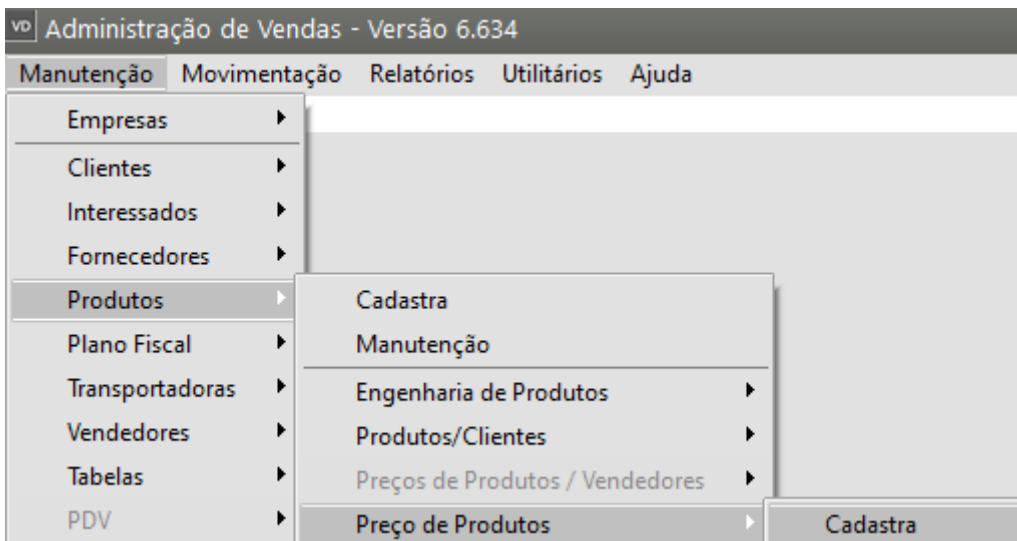 VD Administração de Vendas - Versão 6.634
Manutenção Movimentação Relatórios Utilitários Ajuda
Empresas
Clientes
Interessados
Fornecedores
Produtos
Plano Fiscal
Transportadoras
Vendedores
Tabelas
PDV
Cadastra
Manutenção
Engenharia de Produtos
Produtos/Clientes
Preços de Produtos / Vendedores
Preço de Produtos
Cadastra